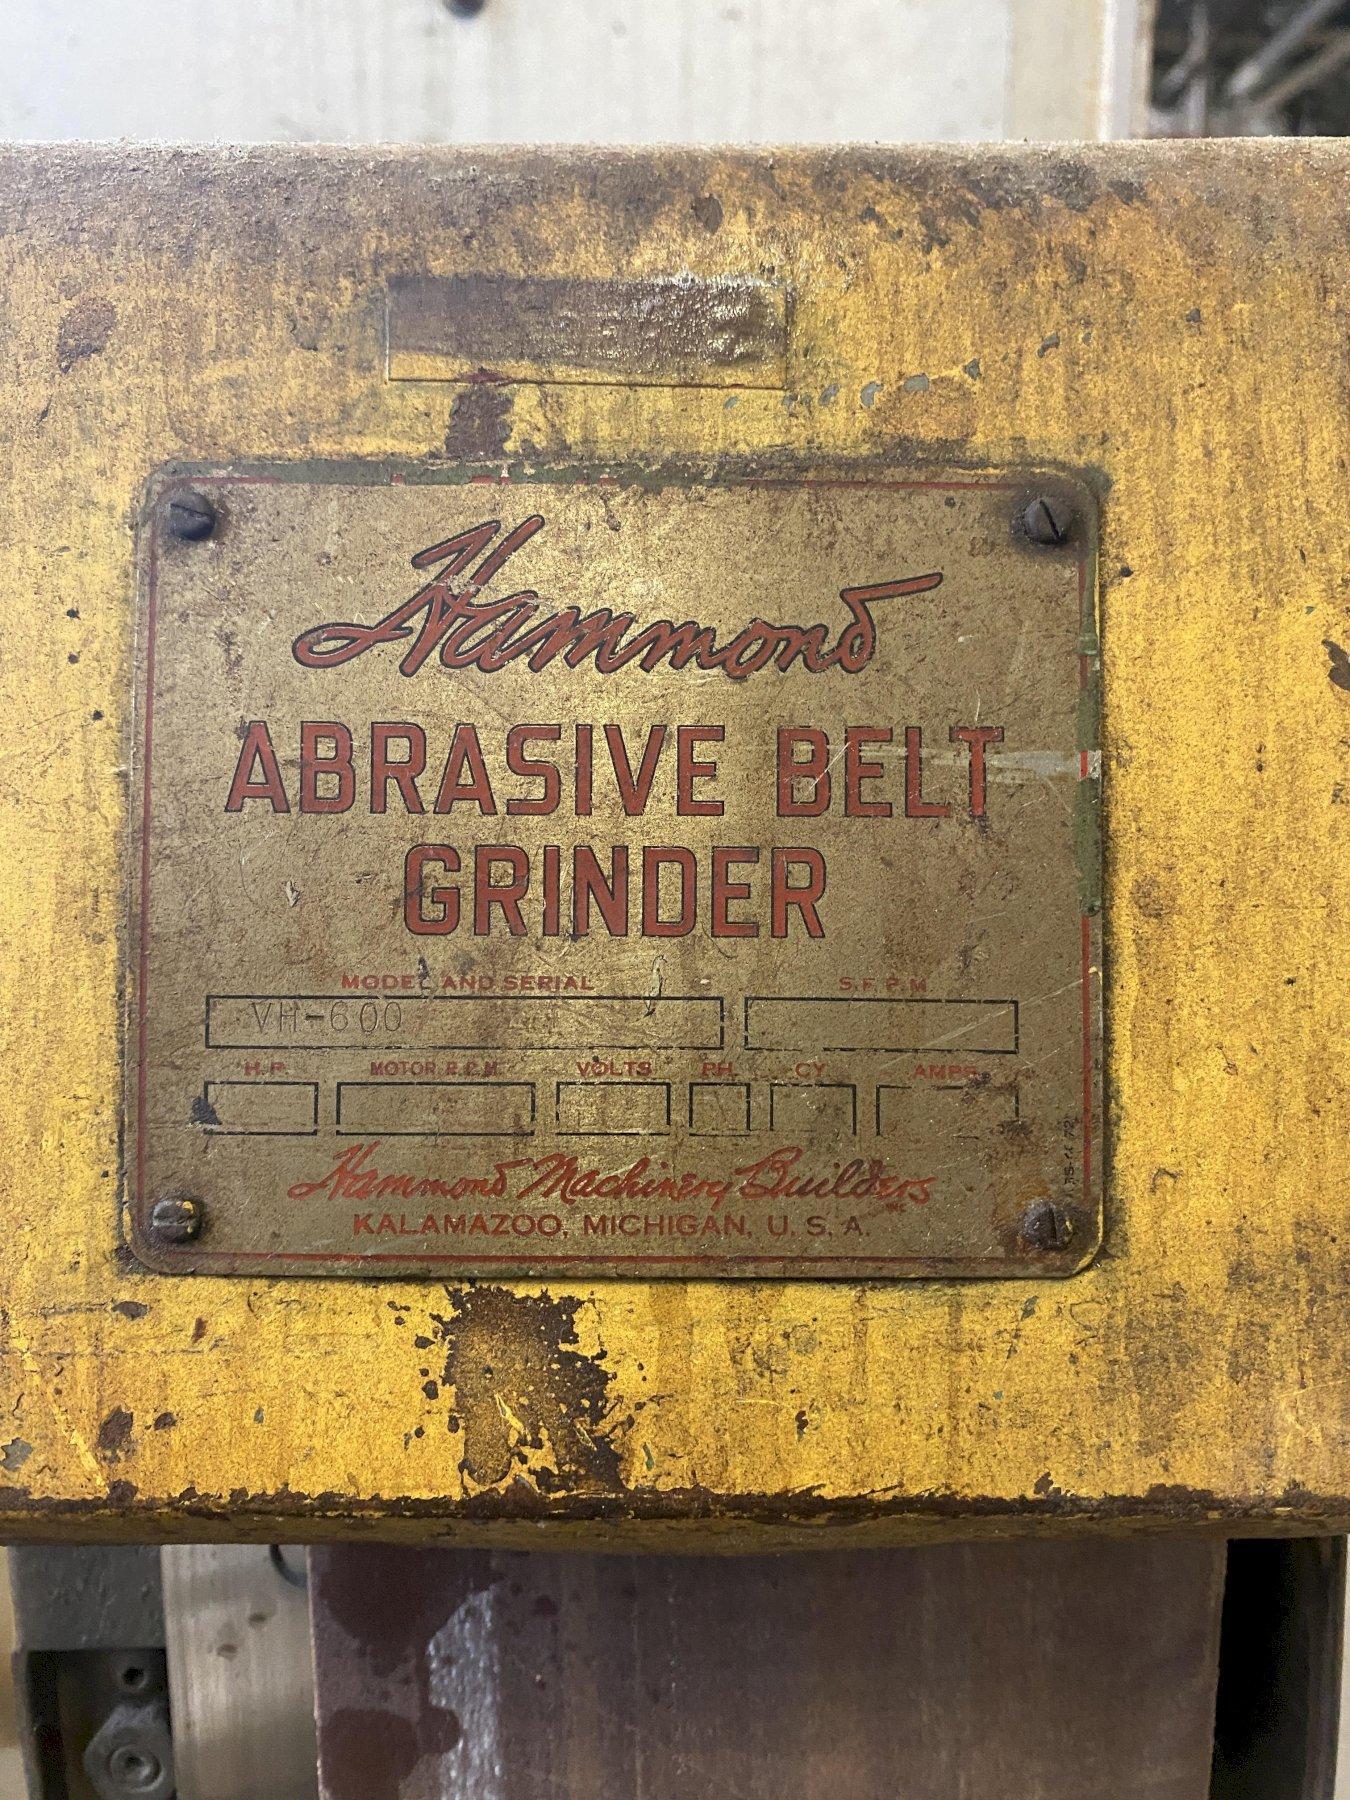 Hammond
ABRASIVE BELT
GRINDER
MODEL AND SERIAL S.F.P.M
VH-600
H.P. MOTOR R.P.M. VOLTS PH. CY. AMPS.
Hammond Machinery Builders
INC
KALAMAZOO, MICHIGAN, U. S. A.